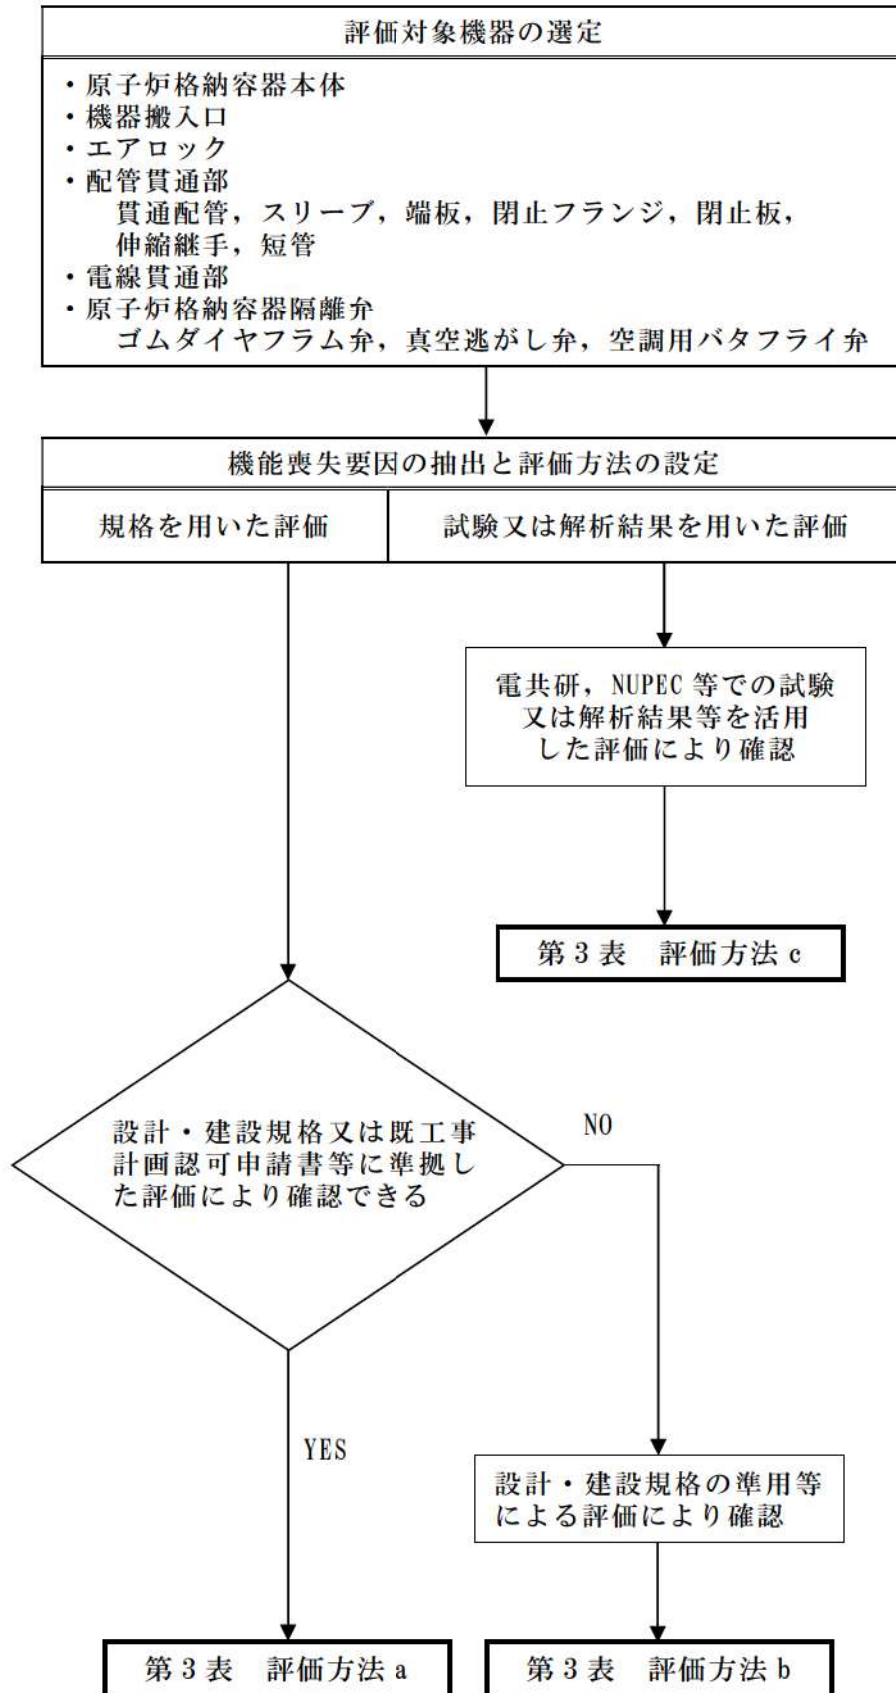 評価対象機器の選定
・原子炉格納容器本体
・機器搬入口
・エアロック
・配管貫通部
貫通配管，スリーブ，端板，閉止フランジ，閉止板，
伸縮継手，短管
・電線貫通部
・原子炉格納容器隔離弁
ゴムダイヤフラム弁，真空逃がし弁，空調用バタフライ弁
機能喪失要因の抽出と評価方法の設定
規格を用いた評価
試験又は解析結果を用いた評価
電共研，NUPEC 等での試験
又は解析結果等を活用
した評価により確認
第３表　評価方法 c
設計・建設規格又は既工事
計画認可申請書等に準拠し
た評価により確認できる
NO
YES
設計・建設規格の準用等
による評価により確認
第３表　評価方法 a
第３表　評価方法 b